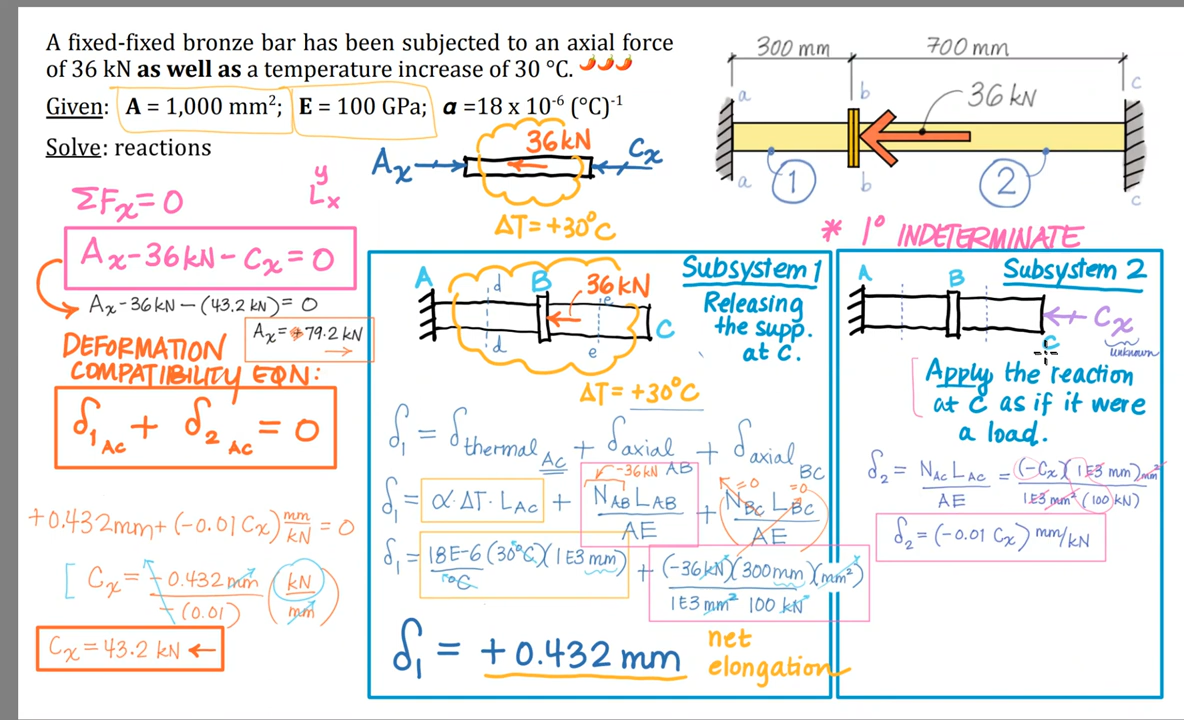 A fixed-fixed bronze bar has been subjected to an axial force
of 36 kN as well as a temperature increase of 30 °C.
Given: A = 1,000 mm²; E = 100 GPa; α =18 x 10⁻⁶ (°C)⁻¹
Solve: reactions
300 mm 700 mm
a b c
36 kN
a b c
1 2
Ax 36kN Cx
ΔT = +30°C
y
x
ΣFx = 0
Ax - 36kN - Cx = 0
Ax - 36 kN - (43.2 kN) = 0
Ax = +79.2 kN →
DEFORMATION
COMPATIBILITY EQN:
δ1 AC + δ2 AC = 0
+0.432mm + (-0.01 Cx) mm/kN = 0
[ Cx = -0.432 mm / -(0.01) (kN/mm)
Cx = 43.2 kN ←
* 1° INDETERMINATE
Subsystem 1
A d B 36kN e C
d e
Releasing
the supp.
at C.
ΔT = +30°C
δ1 = δthermal AC + δaxial AB + δaxial BC
-36kN =0 =0
δ1 = α·ΔT·LAC + NAB LAB / AE + NBC LBC / AE
δ1 = 18E-6 / °C (30°C)(1E3 mm) + (-36kN)(300mm)(mm²) / 1E3 mm² 100 kN
δ1 = +0.432 mm net
elongation
Subsystem 2
A B C
← Cx
unknown
Apply the reaction
at C as if it were
a load.
δ2 = NAC LAC / AE = (-Cx)(1E3 mm) mm² / 1E3 mm² (100 kN)
δ2 = (-0.01 Cx) mm/kN